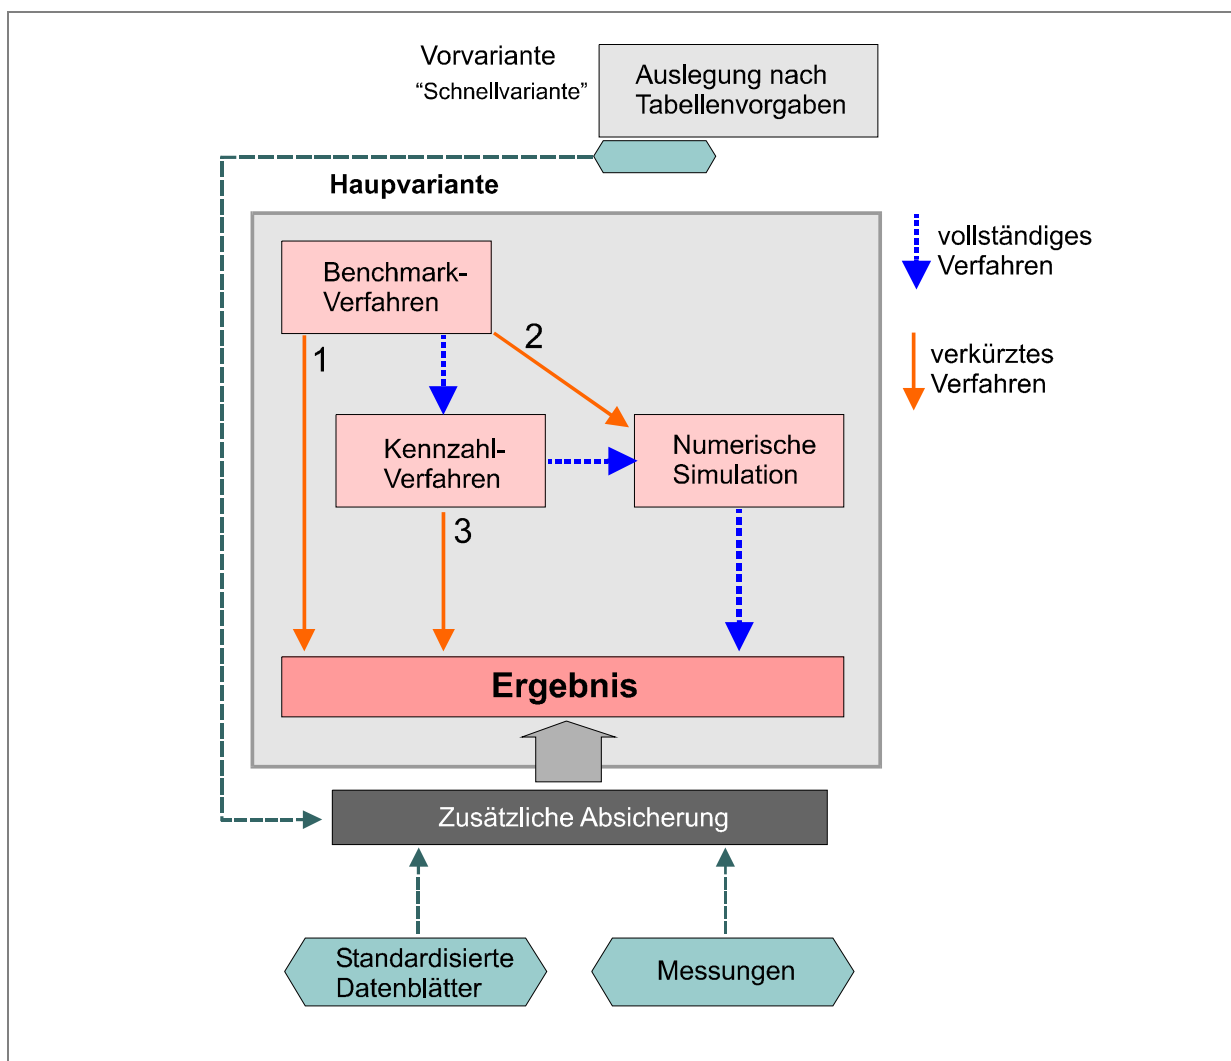 Vorvariante
“Schnellvariante”
Auslegung nach
Tabellenvorgaben
Haupvariante
vollständiges
Verfahren
verkürztes
Verfahren
Benchmark-
Verfahren
1
2
Kennzahl-
Verfahren
Numerische
Simulation
3
Ergebnis
Zusätzliche Absicherung
Standardisierte
Datenblätter
Messungen